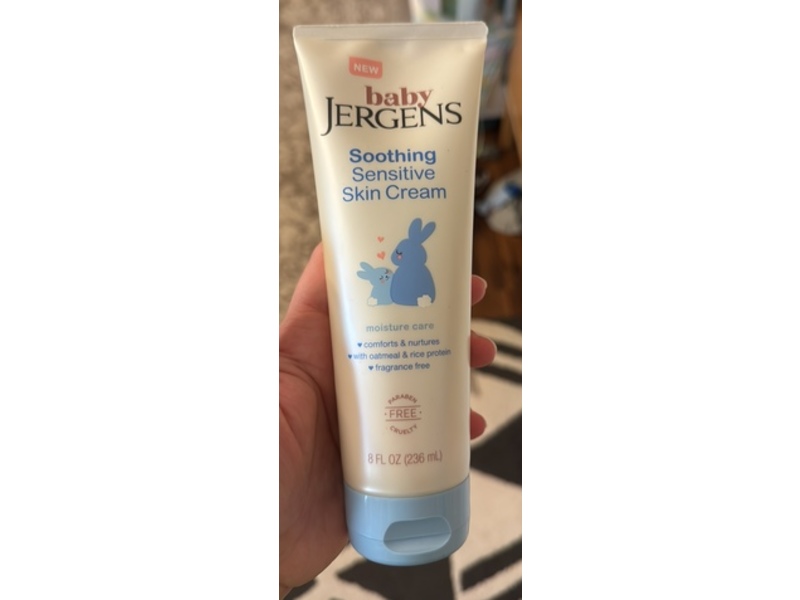 NEW
baby
JERGENS
Soothing
Sensitive
Skin Cream
moisture care
♥ comforts & nurtures
♥ with oatmeal & rice protein
♥ fragrance free
PARABEN
· FREE ·
CRUELTY
8 FL OZ (236 mL)